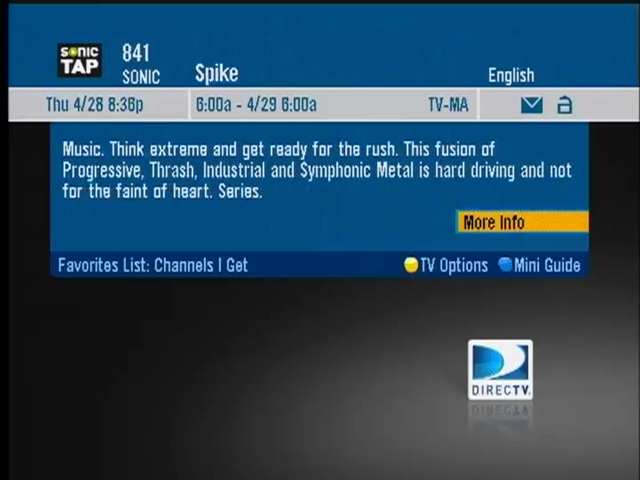 SONIC TAP
841
SONIC
Spike
English
Thu 4/28 8:36p
6:00a - 4/29 6:00a
TV-MA
Music. Think extreme and get ready for the rush. This fusion of
Progressive, Thrash, Industrial and Symphonic Metal is hard driving and not
for the faint of heart. Series.
More Info
Favorites List: Channels I Get
TV Options
Mini Guide
DIRECTV